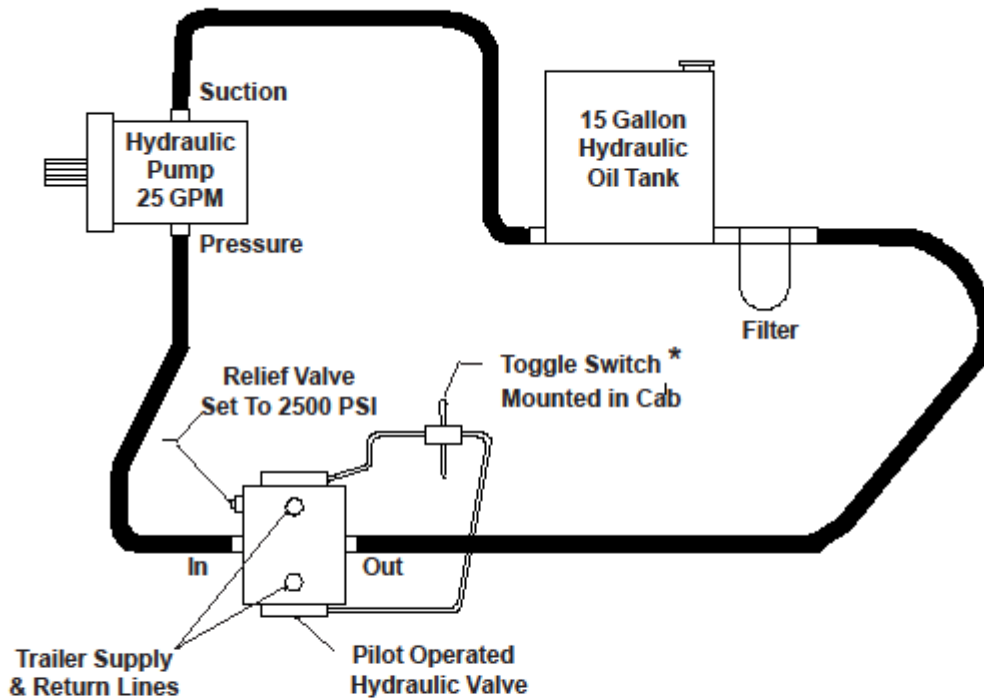 Suction
Hydraulic
Pump
25 GPM
Pressure
15 Gallon
Hydraulic
Oil Tank
Filter
Relief Valve
Set To 2500 PSI
Toggle Switch *
Mounted in Cab
In
Out
Trailer Supply
& Return Lines
Pilot Operated
Hydraulic Valve